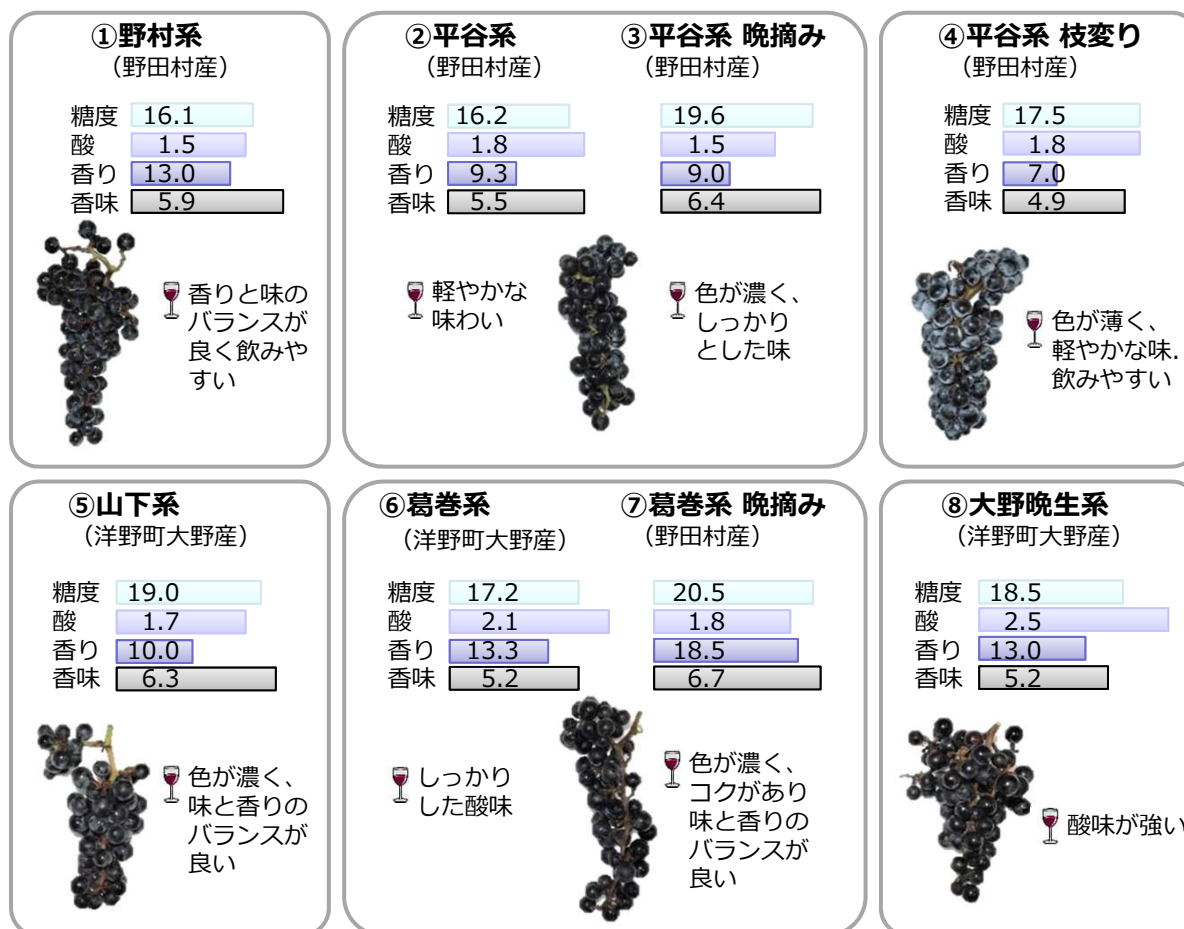 ①野村系
（野田村産）
糖度 16.1
酸 1.5
香り 13.0
香味 5.9
香りと味の
バランスが
良く飲みや
すい
②平谷系
（野田村産）
糖度 16.2
酸 1.8
香り 9.3
香味 5.5
軽やかな
味わい
③平谷系 晩摘み
（野田村産）
19.6
1.5
9.0
6.4
色が濃く、
しっかり
とした味
④平谷系 枝変り
（野田村産）
糖度 17.5
酸 1.8
香り 7.0
香味 4.9
色が薄く、
軽やかな味.
飲みやすい
⑤山下系
（洋野町大野産）
糖度 19.0
酸 1.7
香り 10.0
香味 6.3
色が濃く、
味と香りの
バランスが
良い
⑥葛巻系
（洋野町大野産）
糖度 17.2
酸 2.1
香り 13.3
香味 5.2
しっかり
した酸味
⑦葛巻系 晩摘み
（野田村産）
20.5
1.8
18.5
6.7
色が濃く、
コクがあり
味と香りの
バランスが
良い
⑧大野晩生系
（洋野町大野産）
糖度 18.5
酸 2.5
香り 13.0
香味 5.2
酸味が強い